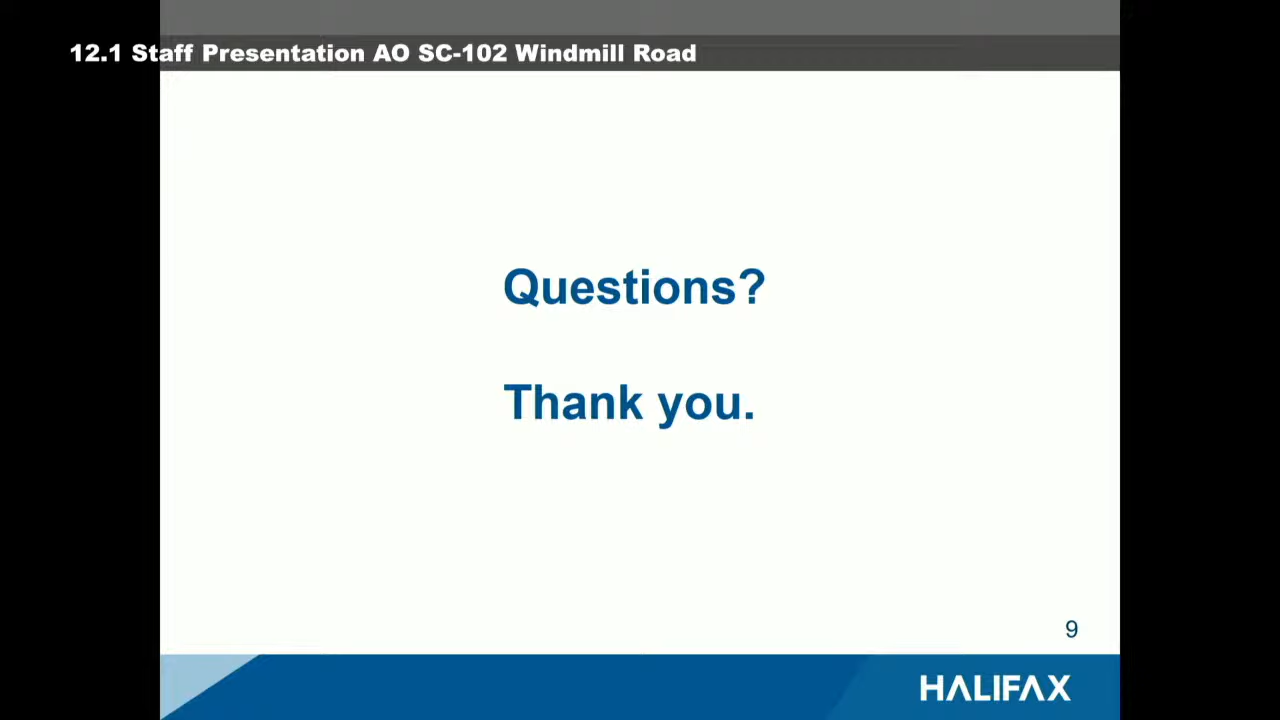 12.1 Staff Presentation AO SC-102 Windmill Road
Questions?
Thank you.
9
HALIFAX